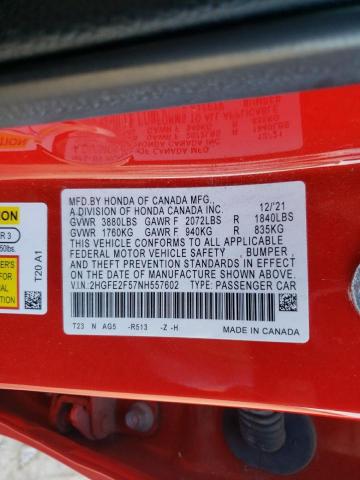 MFD.BY HONDA OF CANADA MFG.,
A DIVISION OF HONDA CANADA INC. 12/'21
GVWR 3880LBS GAWR F 2072LBS R 1840LBS
GVWR 1760KG GAWR F 940KG R 835KG
THIS VEHICLE CONFORMS TO ALL APPLICABLE
FEDERAL MOTOR VEHICLE SAFETY , BUMPER ,
AND THEFT PREVENTION STANDARDS IN EFFECT
ON THE DATE OF MANUFACTURE SHOWN ABOVE.
V.I.N.:2HGFE2F57NH557602 TYPE: PASSENGER CAR
T23 N AG5 -R513 -Z -H
MADE IN CANADA
T20 A1
R 3
50lbs.